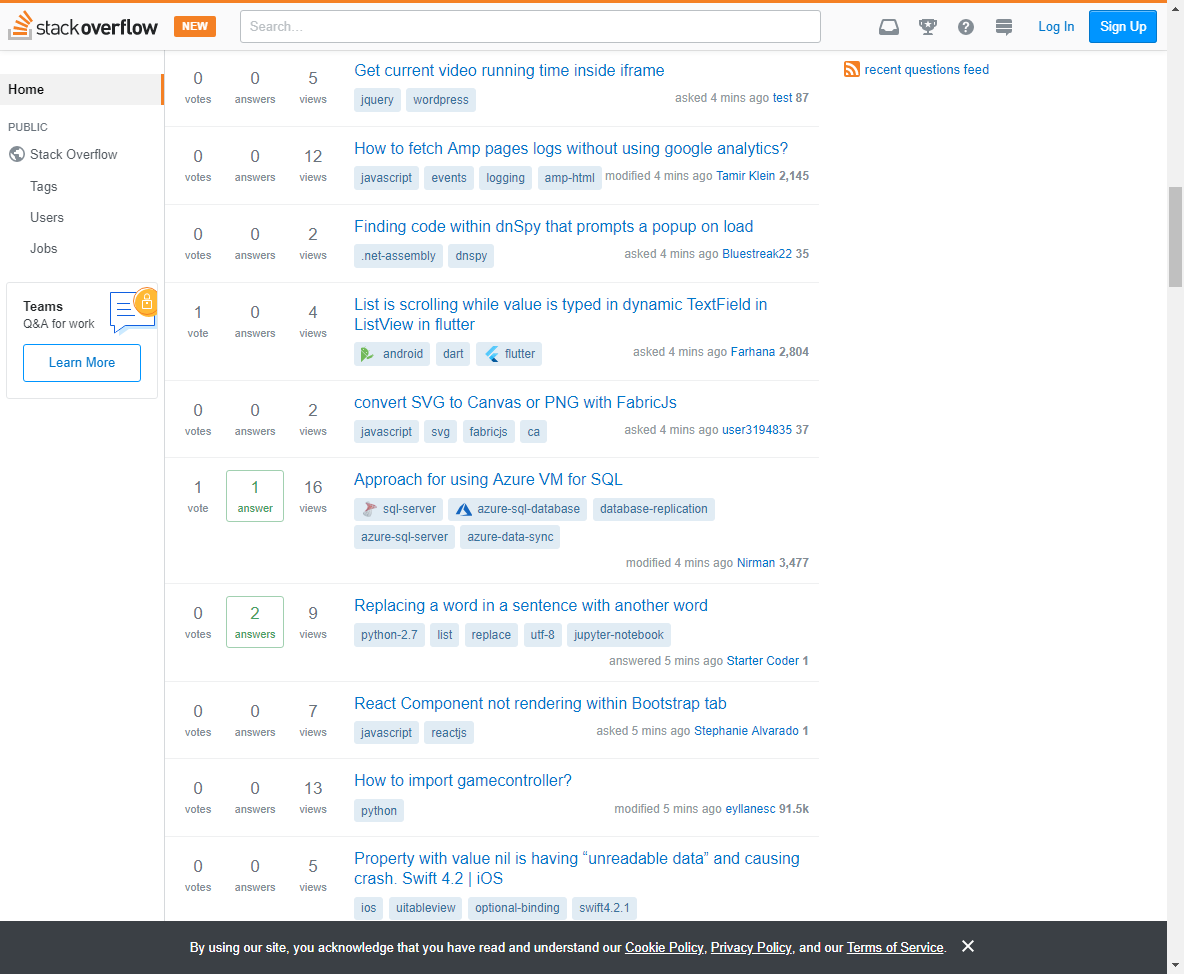 stackoverflow NEW Search... Log In Sign Up
Home
PUBLIC
Stack Overflow
Tags
Users
Jobs
Teams
Q&A for work
Learn More
0 0 5 Get current video running time inside iframe
votes answers views jquery wordpress asked 4 mins ago test 87
0 0 12 How to fetch Amp pages logs without using google analytics?
votes answers views javascript events logging amp-html modified 4 mins ago Tamir Klein 2,145
0 0 2 Finding code within dnSpy that prompts a popup on load
votes answers views .net-assembly dnspy asked 4 mins ago Bluestreak22 35
1 0 4 List is scrolling while value is typed in dynamic TextField in
vote answers views ListView in flutter
android dart flutter asked 4 mins ago Farhana 2,804
0 0 2 convert SVG to Canvas or PNG with FabricJs
votes answers views javascript svg fabricjs ca asked 4 mins ago user3194835 37
1 1 16 Approach for using Azure VM for SQL
vote answer views sql-server azure-sql-database database-replication
azure-sql-server azure-data-sync
modified 4 mins ago Nirman 3,477
0 2 9 Replacing a word in a sentence with another word
votes answers views python-2.7 list replace utf-8 jupyter-notebook
answered 5 mins ago Starter Coder 1
0 0 7 React Component not rendering within Bootstrap tab
votes answers views javascript reactjs asked 5 mins ago Stephanie Alvarado 1
0 0 13 How to import gamecontroller?
votes answers views python modified 5 mins ago eyllanesc 91.5k
0 0 5 Property with value nil is having “unreadable data” and causing
votes answers views crash. Swift 4.2 | iOS
ios uitableview optional-binding swift4.2.1
recent questions feed
By using our site, you acknowledge that you have read and understand our Cookie Policy, Privacy Policy, and our Terms of Service.